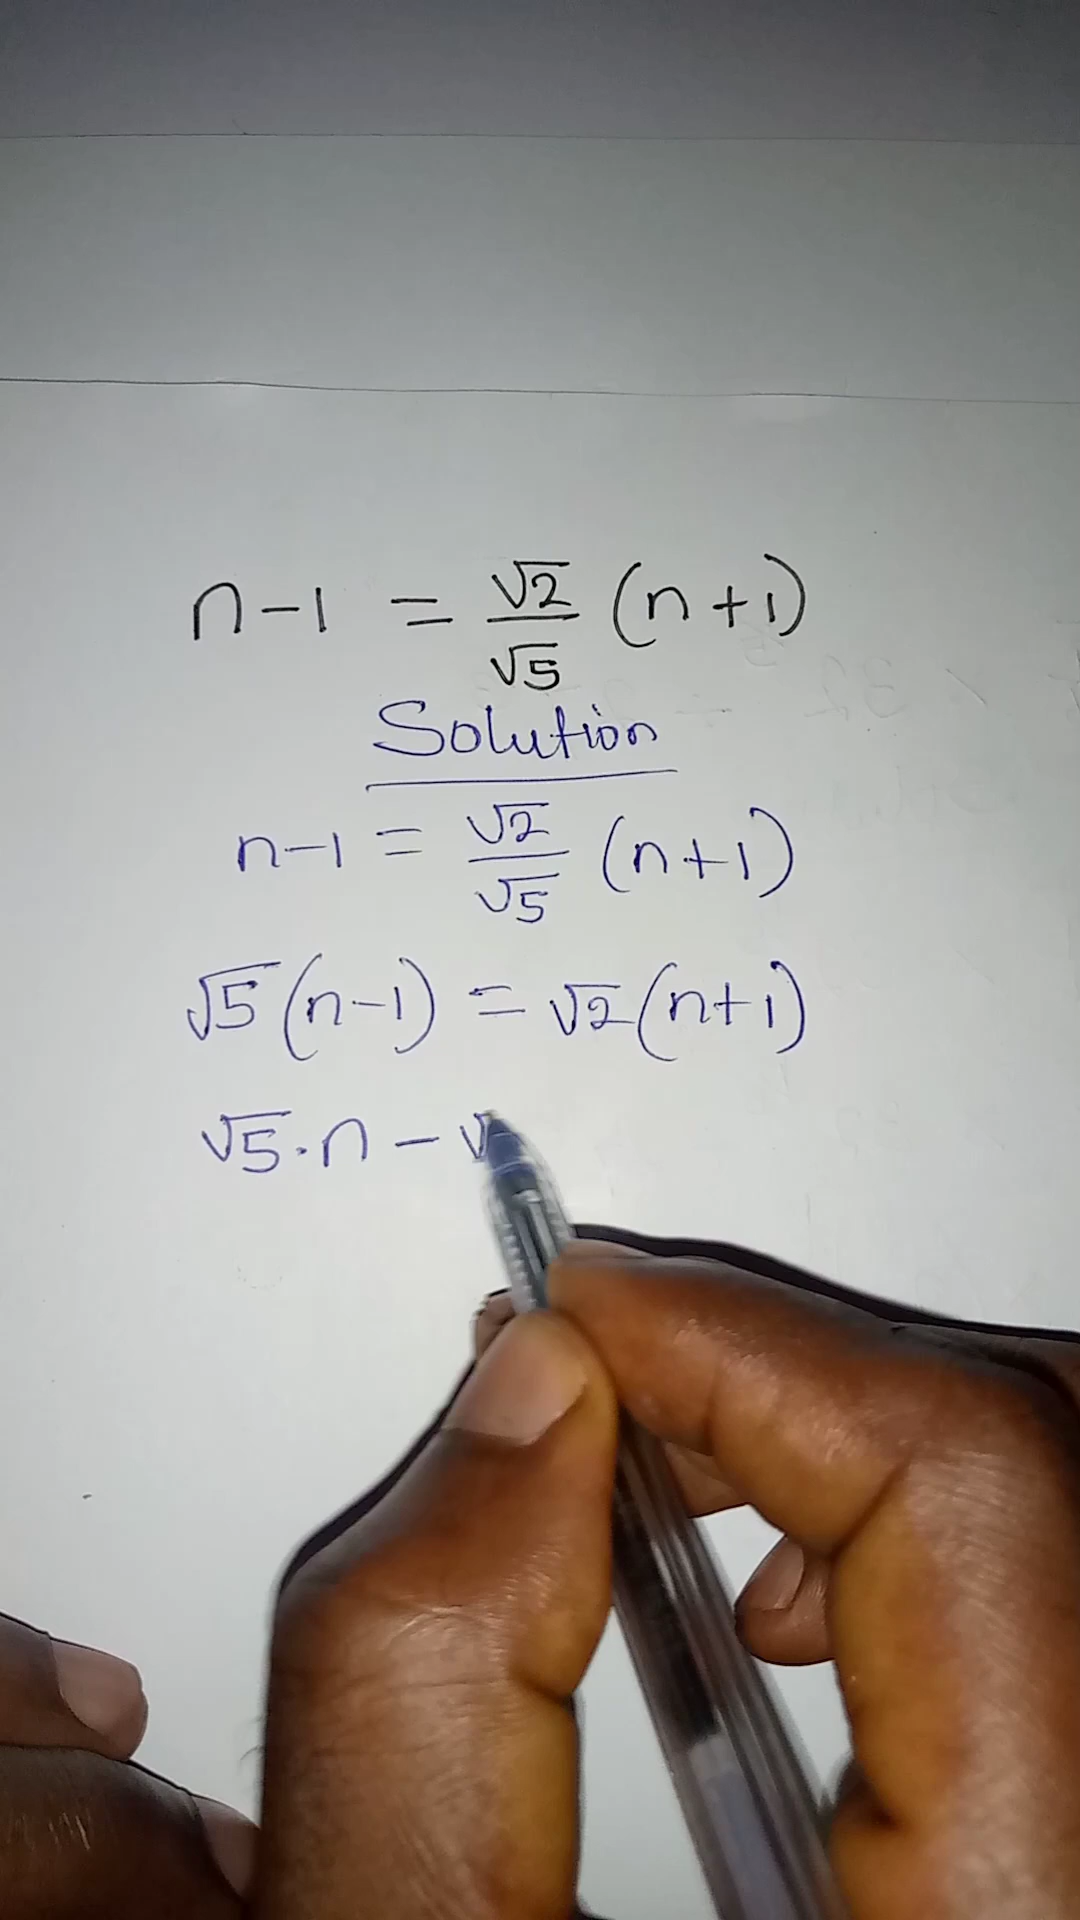 n-1 = √2/√5 (n+1)
Solution
n-1 = √2/√5 (n+1)
√5(n-1) = √2(n+1)
√5·n - √